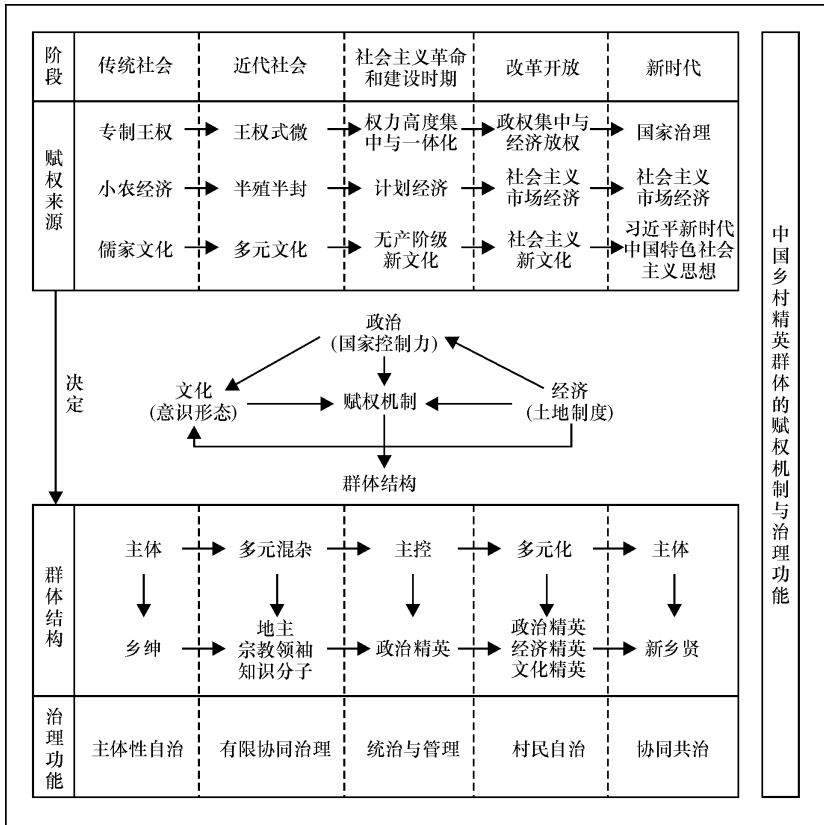 阶段
传统社会
近代社会
社会主义革命
和建设时期
改革开放
新时代
赋权来源
专制王权
王权式微
权力高度集
中与一体化
政权集中与
经济放权
国家治理
小农经济
半殖半封
计划经济
社会主义
市场经济
社会主义
市场经济
儒家文化
多元文化
无产阶级
新文化
社会主义
新文化
习近平新时代
中国特色社会
主义思想
决定
政治
(国家控制力)
文化
(意识形态)
赋权机制
经济
(土地制度)
群体结构
群体结构
主体
多元混杂
主控
多元化
主体
乡绅
地主
宗教领袖
知识分子
政治精英
政治精英
经济精英
文化精英
新乡贤
治理功能
主体性自治
有限协同治理
统治与管理
村民自治
协同共治
中国乡村精英群体的赋权机制与治理功能